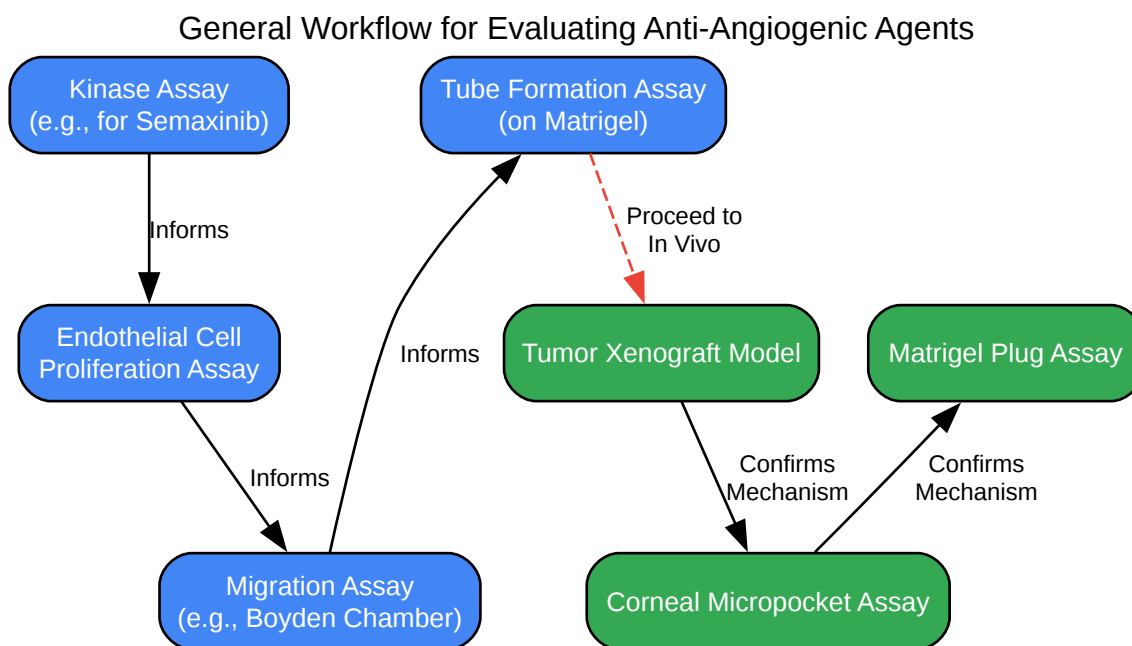 General Workflow for Evaluating Anti-Angiogenic Agents
Kinase Assay
(e.g., for Semaxinib)
Tube Formation Assay
(on Matrigel)
Informs
Proceed to
In Vivo
Endothelial Cell
Proliferation Assay
Informs
Tumor Xenograft Model
Matrigel Plug Assay
Informs
Confirms
Mechanism
Confirms
Mechanism
Migration Assay
(e.g., Boyden Chamber)
Corneal Micropocket Assay